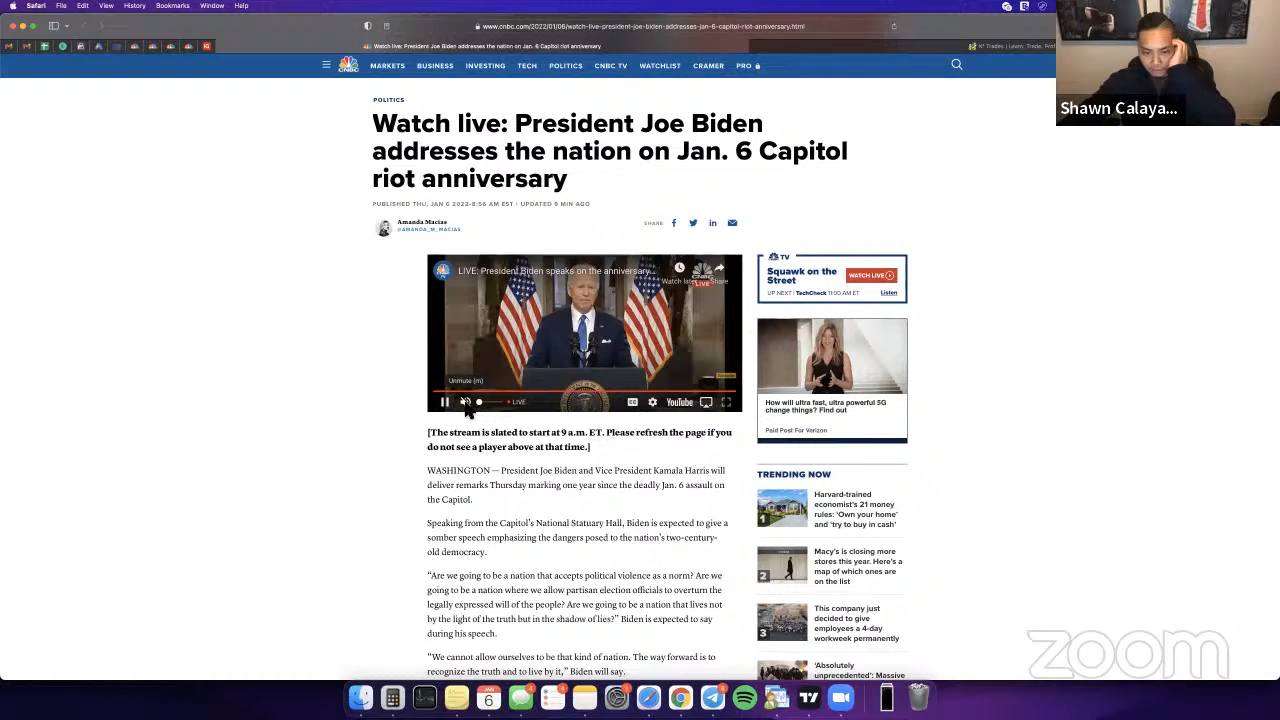 Safari File Edit View History Bookmarks Window Help
www.cnbc.com/2022/01/06/watch-live-president-joe-biden-addresses-jan-6-capitol-riot-anniversary.html
Watch live: President Joe Biden addresses the nation on Jan. 6 Capitol riot anniversary
K² Trades | Learn, Trade, Prof
CNBC
MARKETS BUSINESS INVESTING TECH POLITICS CNBC TV WATCHLIST CRAMER PRO
Shawn Calaya...
POLITICS
Watch live: President Joe Biden
addresses the nation on Jan. 6 Capitol
riot anniversary
PUBLISHED THU, JAN 6 2022•8:56 AM EST | UPDATED 9 MIN AGO
Amanda Macias
@AMANDA_M_MACIAS
SHARE
LIVE: President Biden speaks on the anniversary...
CNBC
LIVE
Watch later Share
Unmute (m)
LIVE
CC
YouTube
[The stream is slated to start at 9 a.m. ET. Please refresh the page if you
do not see a player above at that time.]
WASHINGTON — President Joe Biden and Vice President Kamala Harris will
deliver remarks Thursday marking one year since the deadly Jan. 6 assault on
the Capitol.
Speaking from the Capitol's National Statuary Hall, Biden is expected to give a
somber speech emphasizing the dangers posed to the nation's two-century-
old democracy.
“Are we going to be a nation that accepts political violence as a norm? Are we
going to be a nation where we allow partisan election officials to overturn the
legally expressed will of the people? Are we going to be a nation that lives not
by the light of the truth but in the shadow of lies?” Biden is expected to say
during his speech.
“We cannot allow ourselves to be that kind of nation. The way forward is to
recognize the truth and to live by it,” Biden will say.
TV
Squawk on the
Street
WATCH LIVE
UP NEXT | TechCheck 11:00 AM ET
Listen
How will ultra fast, ultra powerful 5G
change things? Find out
Paid Post For Verizon
TRENDING NOW
1
Harvard-trained
economist's 21 money
rules: ‘Own your home’
and ‘try to buy in cash’
2
Macy's is closing more
stores this year. Here's a
map of which ones are
on the list
3
This company just
decided to give
employees a 4-day
workweek permanently
‘Absolutely
unprecedented’: Massive
zoom
JAN
6